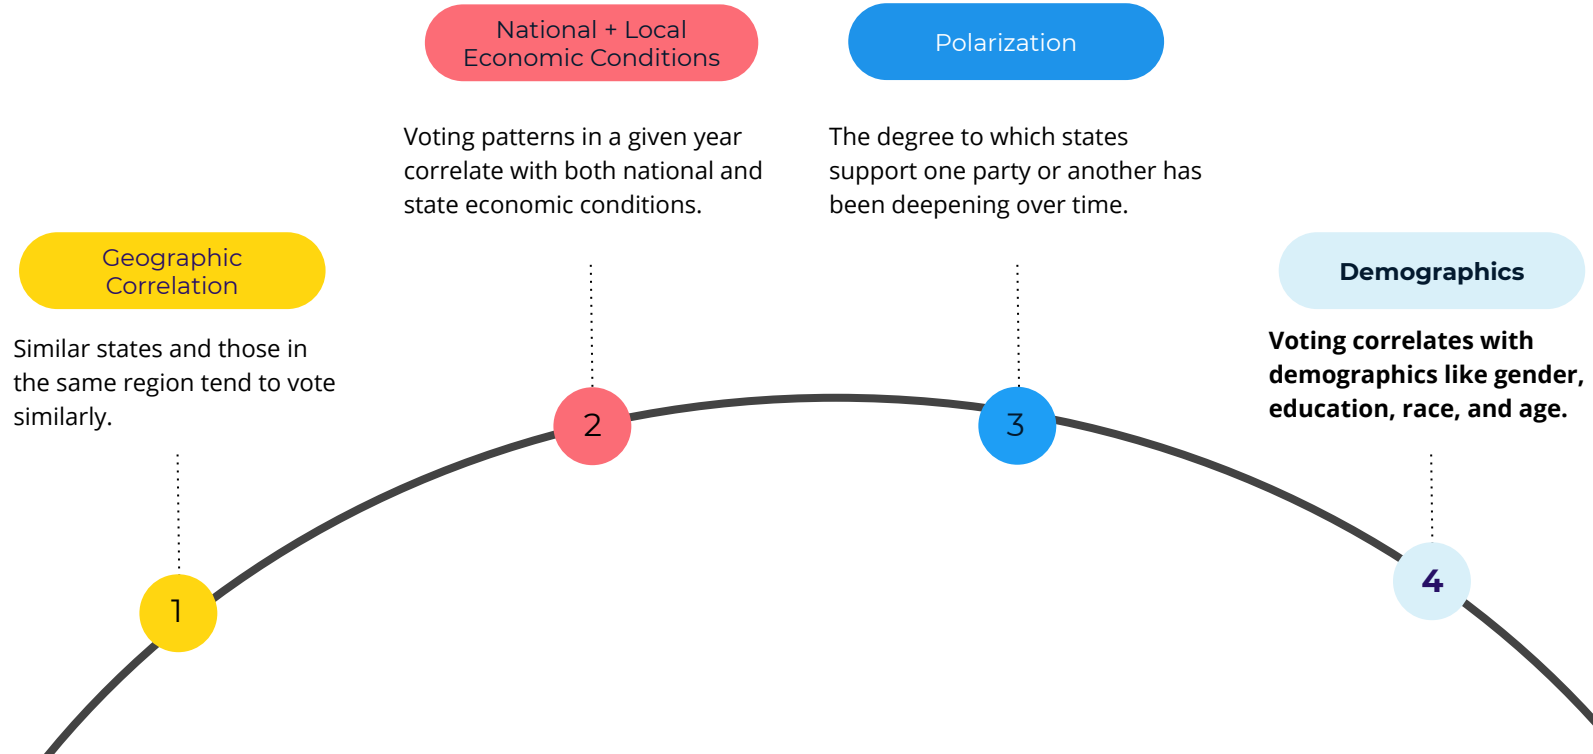 Geographic
Correlation
Similar states and those in
the same region tend to vote
similarly.
1
National + Local
Economic Conditions
Voting patterns in a given year
correlate with both national and
state economic conditions.
2
Polarization
The degree to which states
support one party or another has
been deepening over time.
3
Demographics
Voting correlates with
demographics like gender,
education, race, and age.
4